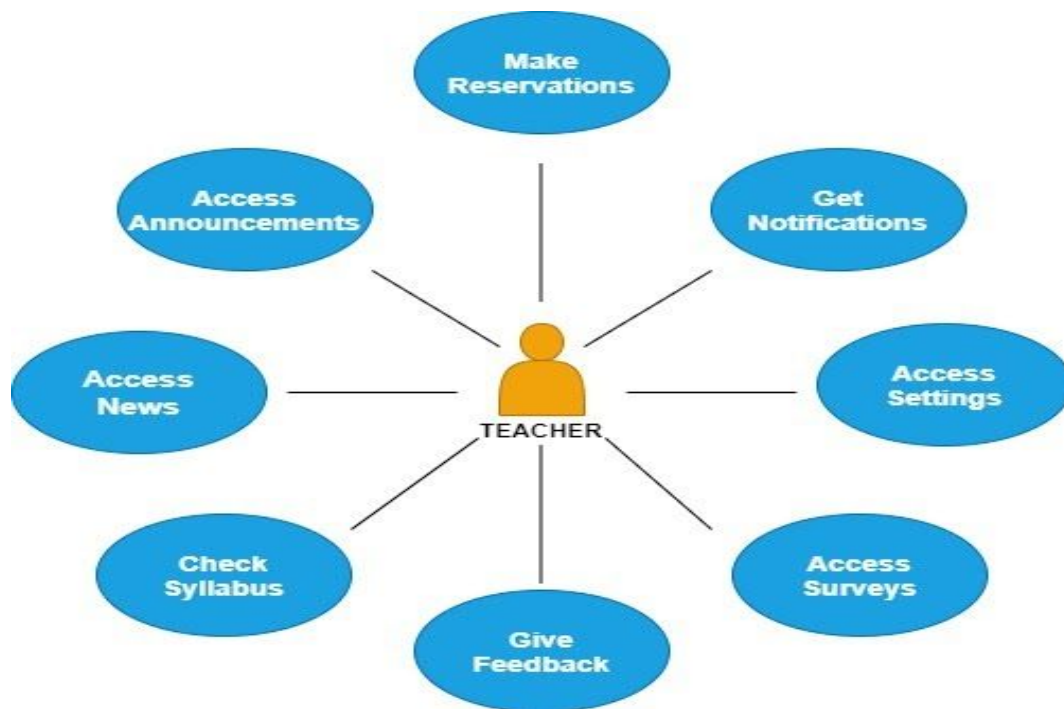 Make
Reservations
Access
Announcements
Get
Notifications
Access
News
Access
Settings
TEACHER
Check
Syllabus
Access
Surveys
Give
Feedback